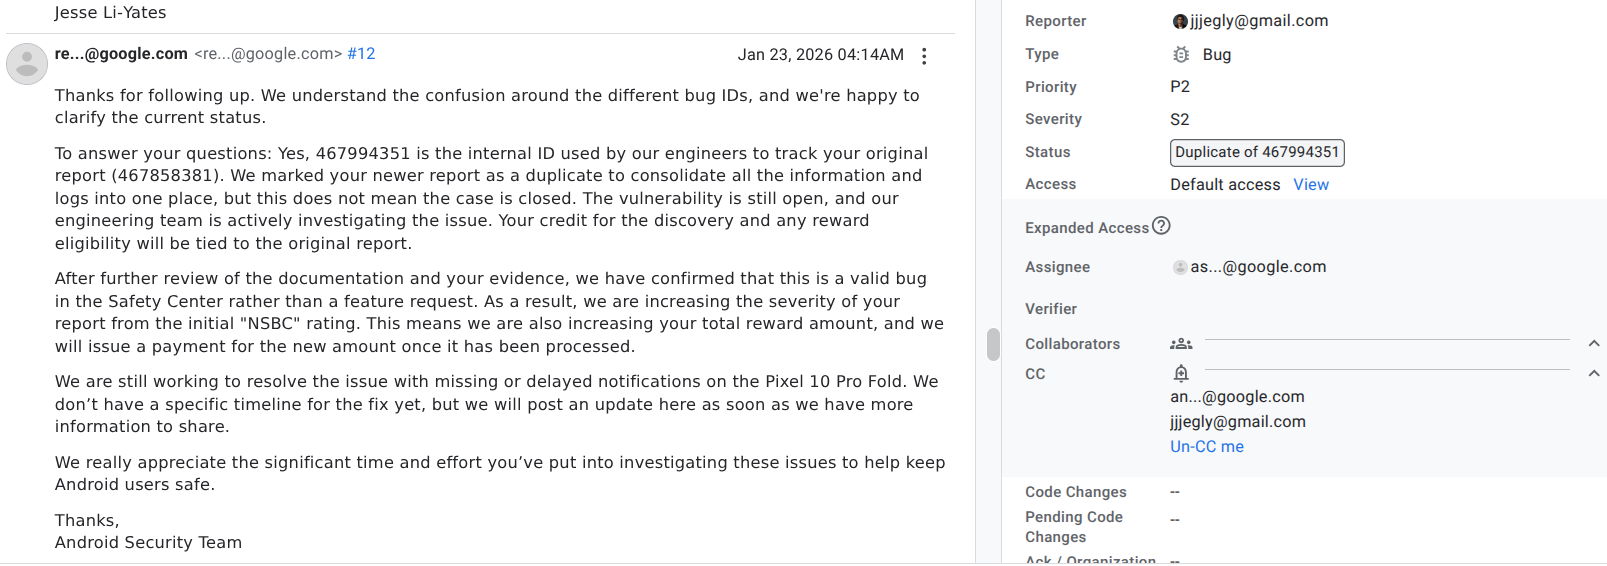 Jesse Li-Yates
re...@google.com <re...@google.com> #12
Jan 23, 2026 04:14AM
Thanks for following up. We understand the confusion around the different bug IDs, and we're happy to
clarify the current status.
To answer your questions: Yes, 467994351 is the internal ID used by our engineers to track your original
report (467858381). We marked your newer report as a duplicate to consolidate all the information and
logs into one place, but this does not mean the case is closed. The vulnerability is still open, and our
engineering team is actively investigating the issue. Your credit for the discovery and any reward
eligibility will be tied to the original report.
After further review of the documentation and your evidence, we have confirmed that this is a valid bug
in the Safety Center rather than a feature request. As a result, we are increasing the severity of your
report from the initial "NSBC" rating. This means we are also increasing your total reward amount, and we
will issue a payment for the new amount once it has been processed.
We are still working to resolve the issue with missing or delayed notifications on the Pixel 10 Pro Fold. We
don’t have a specific timeline for the fix yet, but we will post an update here as soon as we have more
information to share.
We really appreciate the significant time and effort you’ve put into investigating these issues to help keep
Android users safe.
Thanks,
Android Security Team
Reporter jjjegly@gmail.com
Type Bug
Priority P2
Severity S2
Status Duplicate of 467994351
Access Default access View
Expanded Access ?
Assignee as...@google.com
Verifier
Collaborators
CC
an...@google.com
jjjegly@gmail.com
Un-CC me
Code Changes --
Pending Code
Changes --
Ack / Organization --